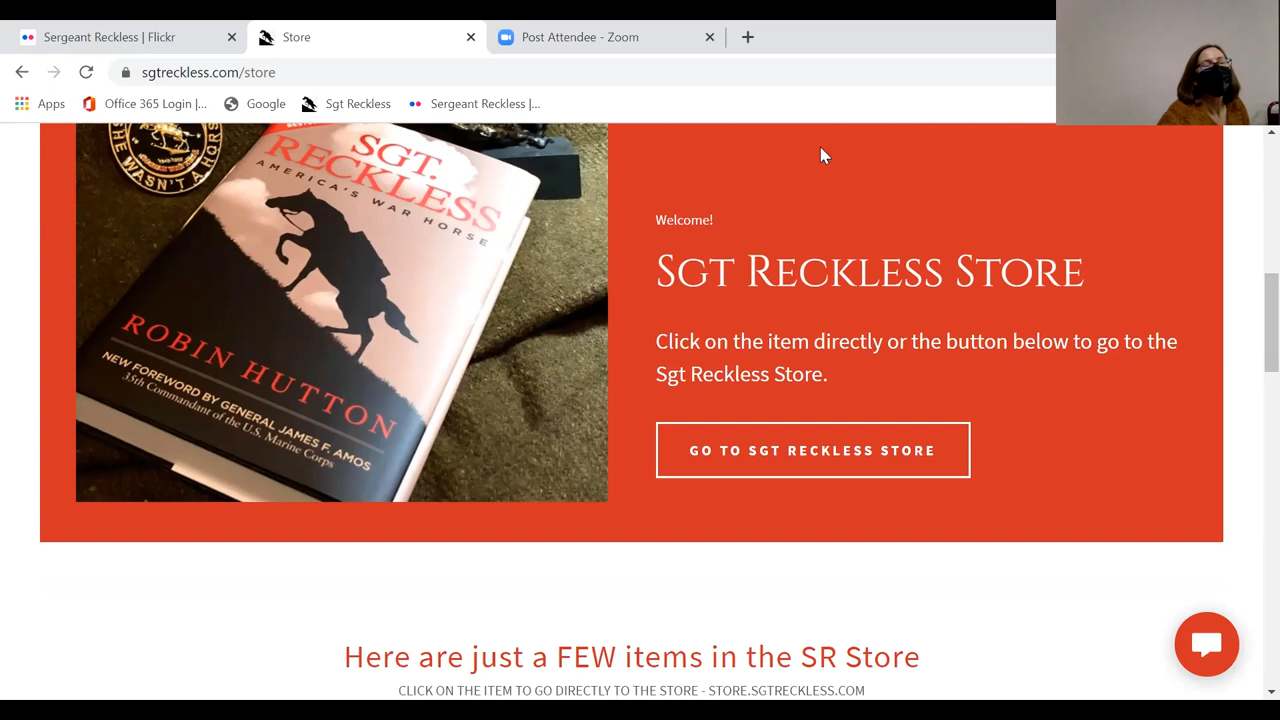 Sergeant Reckless | Flickr
Store
Post Attendee - Zoom
sgtreckless.com/store
Apps
Office 365 Login |...
Google
Sgt Reckless
Sergeant Reckless |...
SHE WASN'T A HORS
SGT.
RECKLESS
AMERICA'S WAR HORSE
ROBIN HUTTON
NEW FOREWORD BY GENERAL JAMES F. AMOS
35th Commandant of the U.S. Marine Corps
Welcome!
SGT RECKLESS STORE
Click on the item directly or the button below to go to the
Sgt Reckless Store.
GO TO SGT RECKLESS STORE
Here are just a FEW items in the SR Store
CLICK ON THE ITEM TO GO DIRECTLY TO THE STORE - STORE.SGTRECKLESS.COM